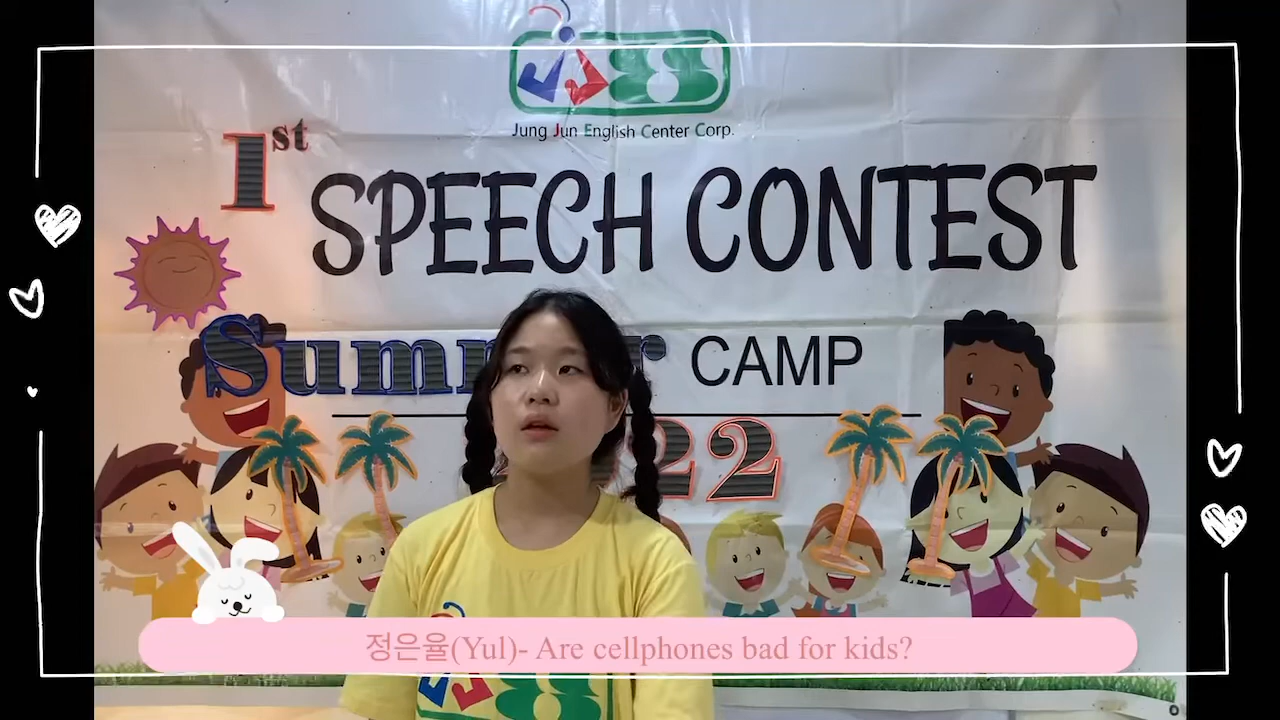 Jung Jun English Center Corp.
1st
SPEECH CONTEST
CAMP
정은율(Yul)- Are cellphones bad for kids?